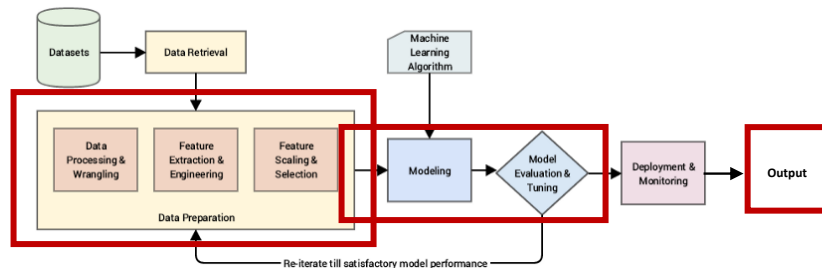 Datasets
Data Retrieval
Machine
Learning
Algorithm
Data
Processing &
Wrangling
Feature
Extraction &
Engineering
Feature
Scaling &
Selection
Data Preparation
Modeling
Model
Evaluation &
Tuning
Deployment &
Monitoring
Output
Re-iterate till satisfactory model performance